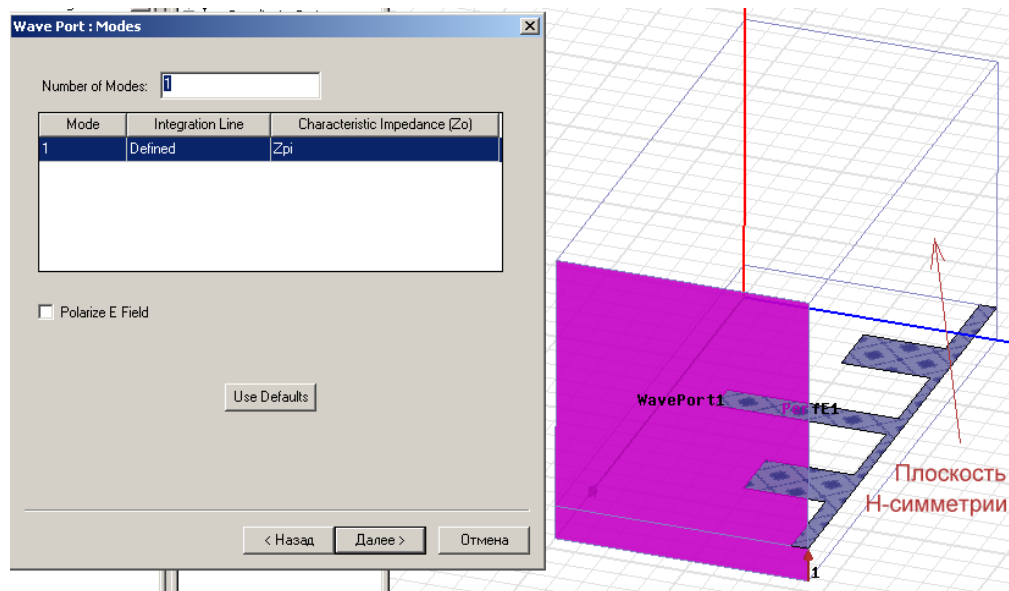 Wave Port : Modes
Number of Modes: 1
Mode Integration Line Characteristic Impedance (Zo)
1 Defined Zpi
Polarize E Field
Use Defaults
< Назад Далее > Отмена
WavePort1
PerfE1
Плоскость
Н-симметрии
1